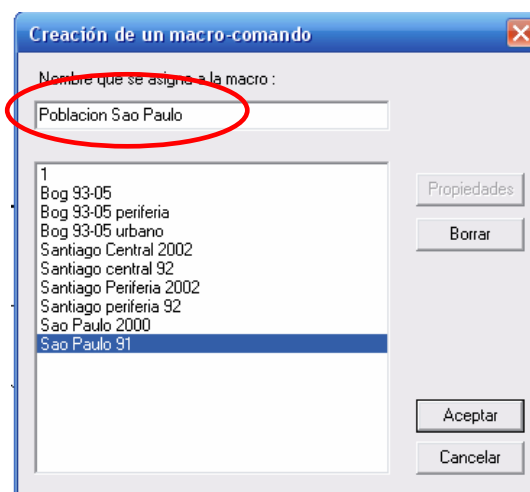 Creación de un macro-comando
Nombre que se asigna a la macro :
Poblacion Sao Paulo
1
Bog 93-05
Bog 93-05 periferia
Bog 93-05 urbano
Santiago Central 2002
Santiago central 92
Santiago Periferia 2002
Santiago periferia 92
Sao Paulo 2000
Sao Paulo 91
Propiedades
Borrar
Aceptar
Cancelar